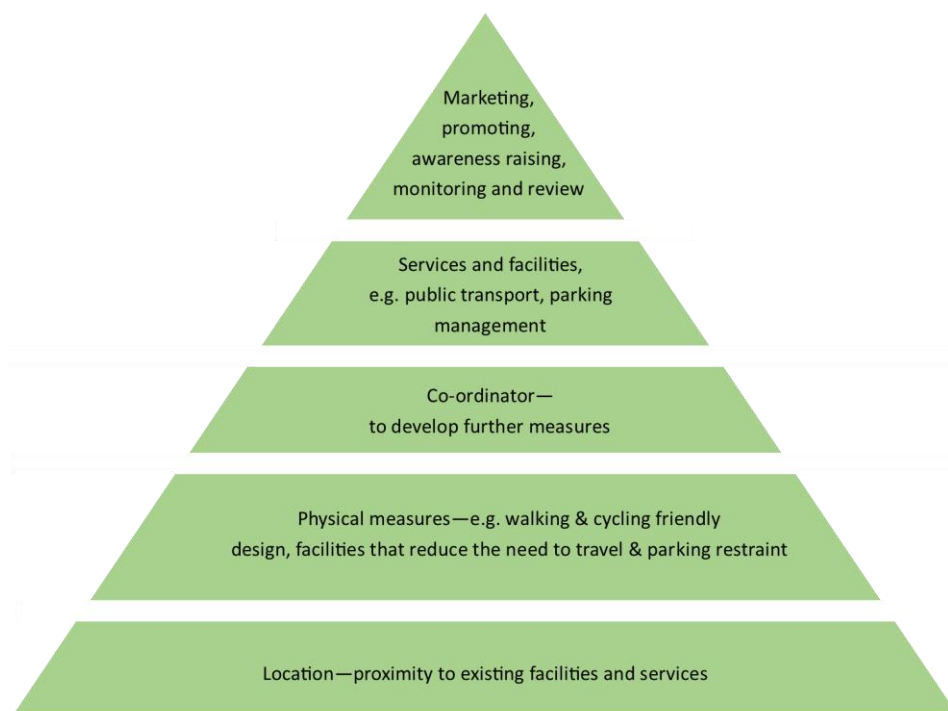 Marketing,
promoting,
awareness raising,
monitoring and review
Services and facilities,
e.g. public transport, parking
management
Co-ordinator—
to develop further measures
Physical measures—e.g. walking & cycling friendly
design, facilities that reduce the need to travel & parking restraint
Location—proximity to existing facilities and services